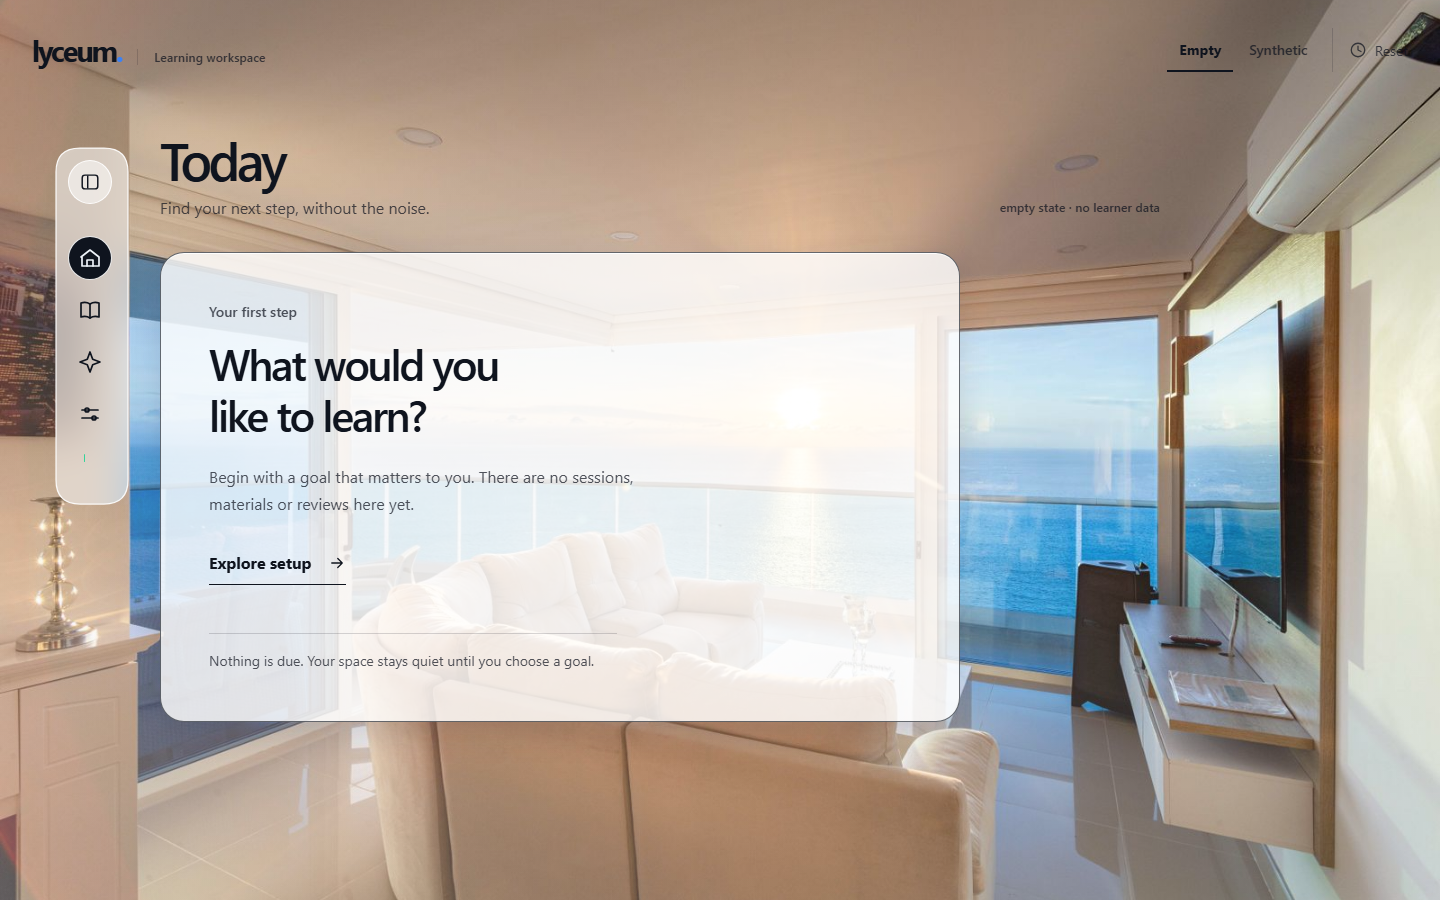 lyceum.
Learning workspace
Empty
Synthetic
Today
Find your next step, without the noise.
empty state · no learner data
Your first step
What would you
like to learn?
Begin with a goal that matters to you. There are no sessions,
materials or reviews here yet.
Explore setup
Nothing is due. Your space stays quiet until you choose a goal.